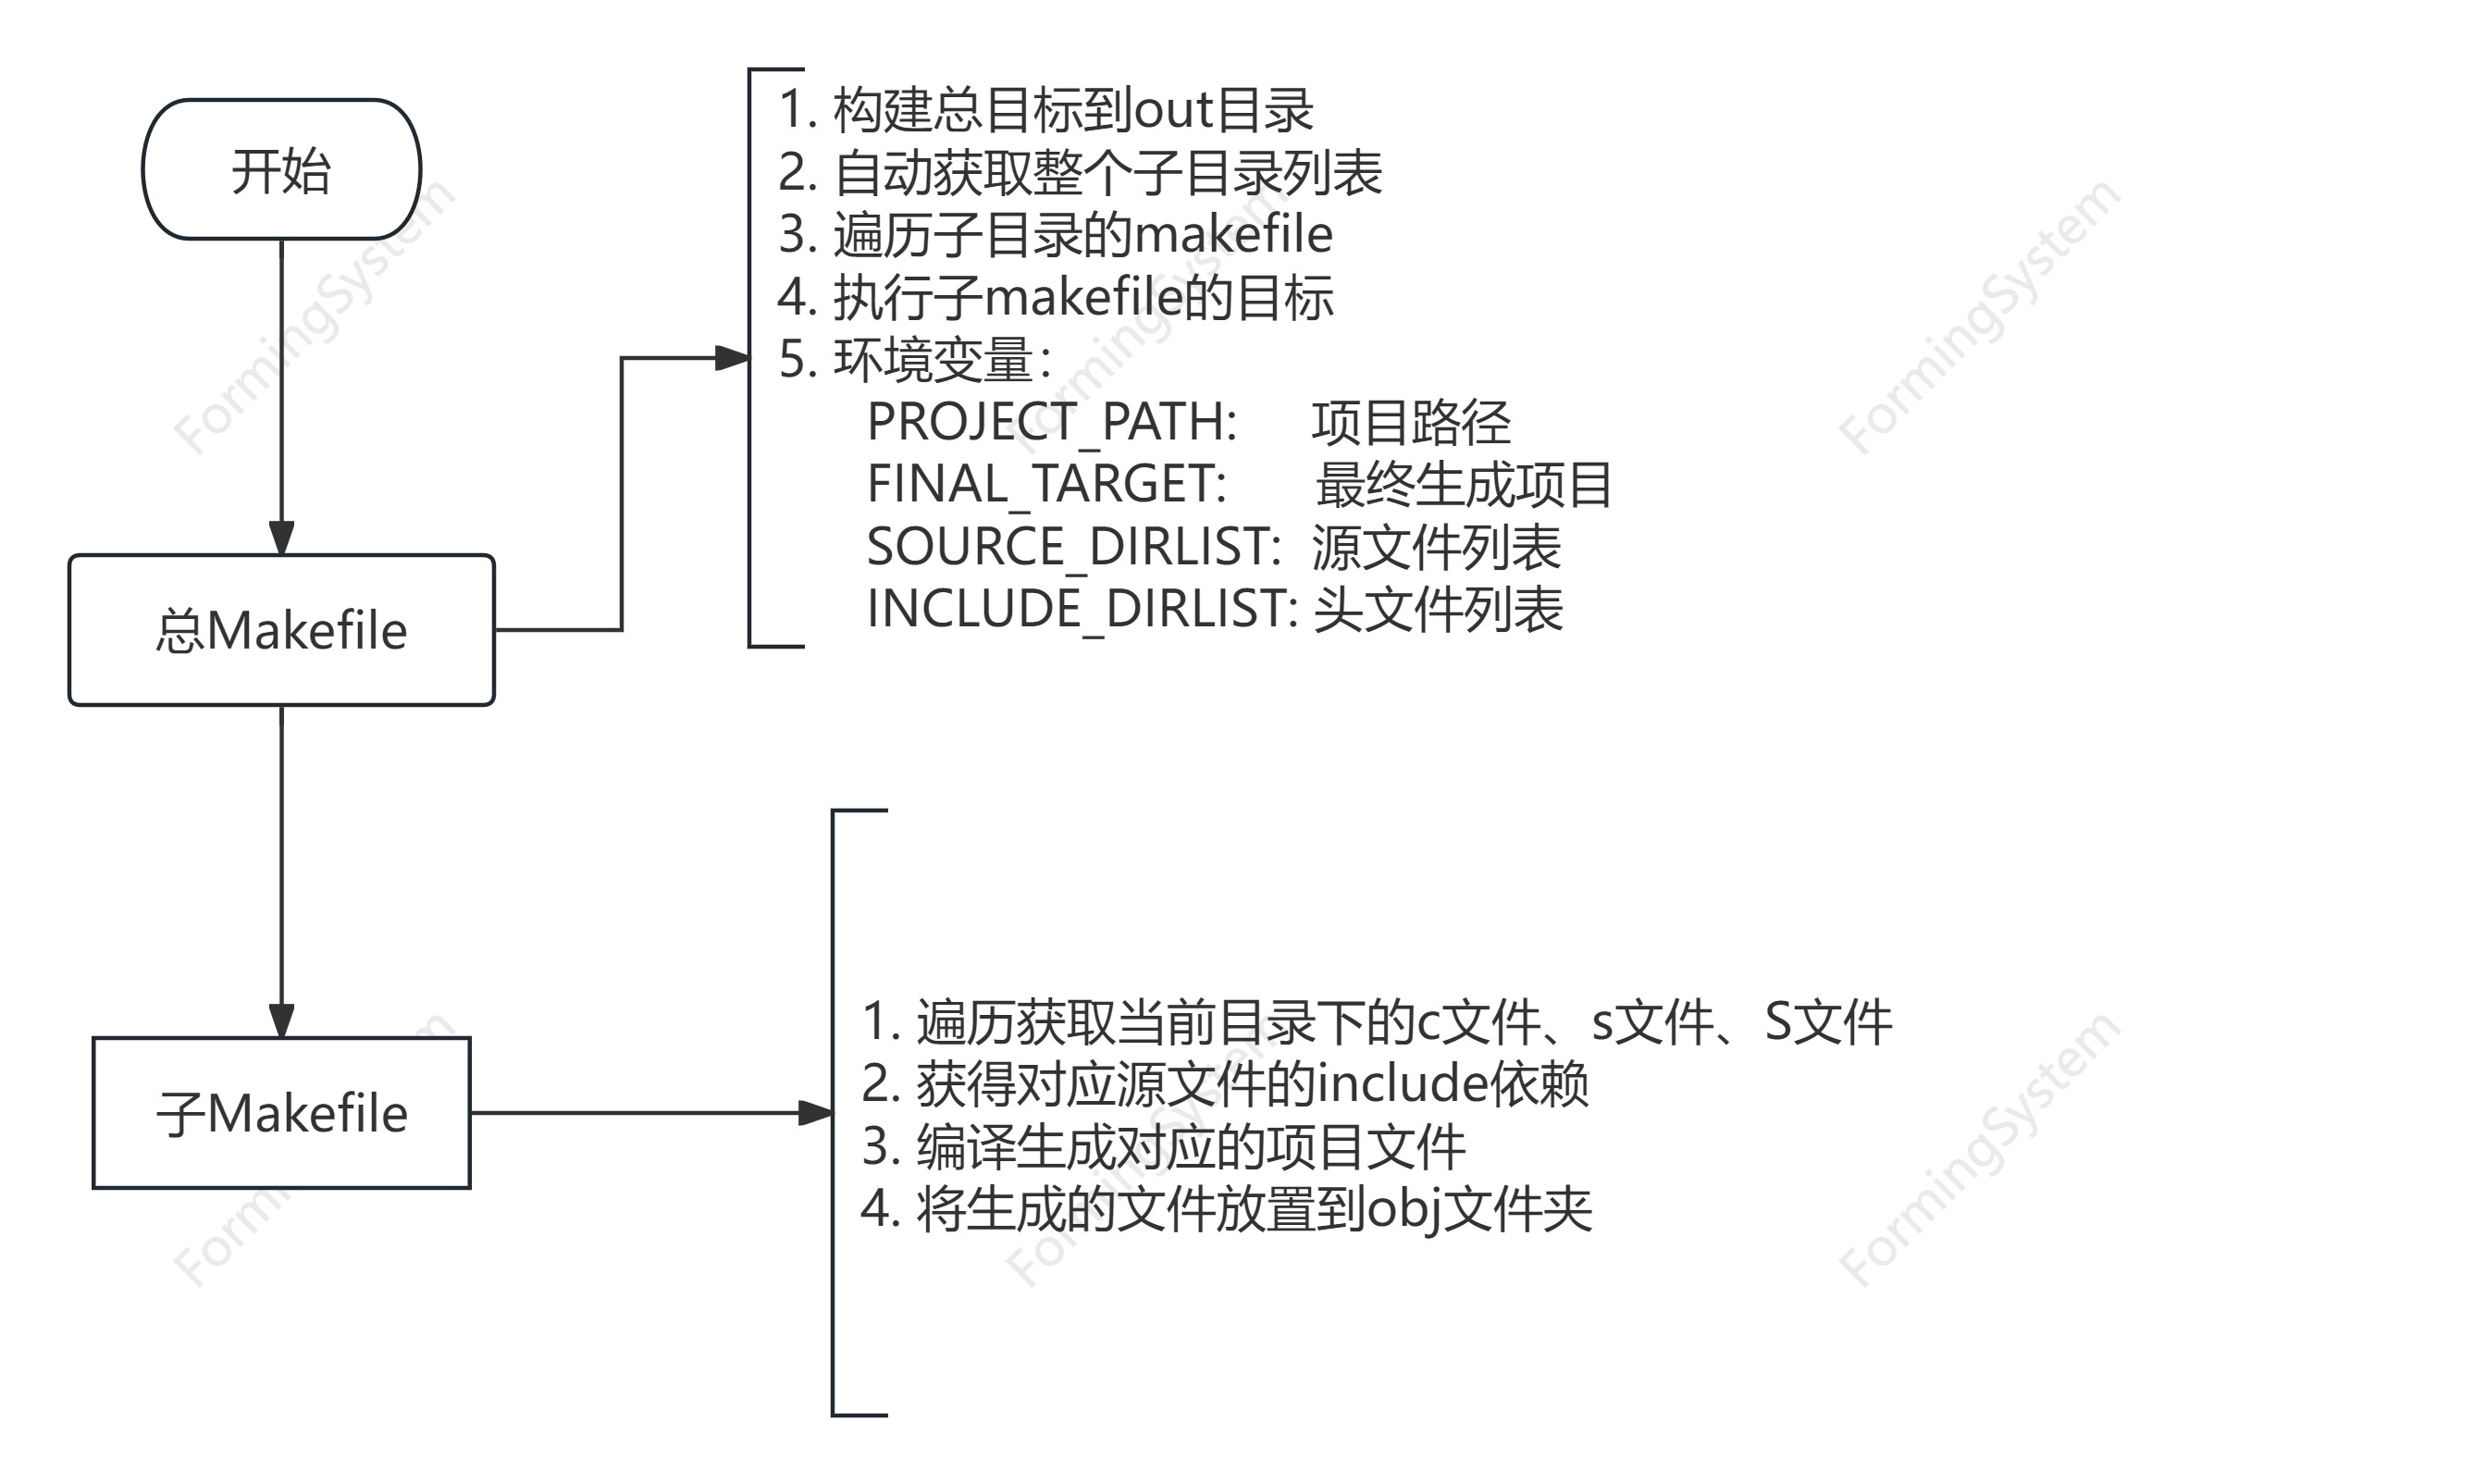 开始
总Makefile
1. 构建总目标到out目录
2. 自动获取整个子目录列表
3. 遍历子目录的makefile
4. 执行子makefile的目标
5. 环境变量：
PROJECT_PATH: 项目路径
FINAL_TARGET: 最终生成项目
SOURCE_DIRLIST: 源文件列表
INCLUDE_DIRLIST: 头文件列表
子Makefile
1. 遍历获取当前目录下的c文件、s文件、S文件
2. 获得对应源文件的include依赖
3. 编译生成对应的项目文件
4. 将生成的文件放置到obj文件夹
FormingSystem
FormingSystem
FormingSystem
FormingSystem
FormingSystem
FormingSystem